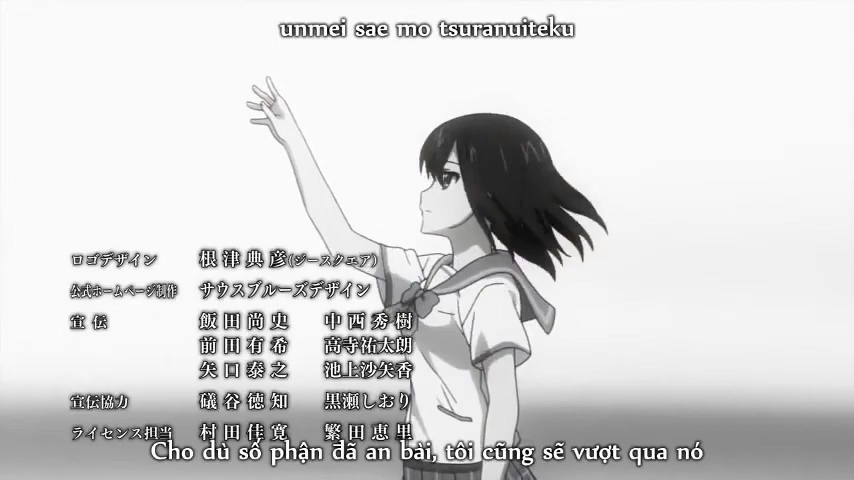 unmei sae mo tsuranuiteku
ロゴデザイン 根津典彦(ジースクエア)
公式ホームページ制作 サウスブルーズデザイン
宣伝 飯田尚史 中西秀樹
前田有希 高寺祐太朗
矢口泰之 池上沙矢香
宣伝協力 礒谷徳知 黒瀬しおり
ライセンス担当 村田佳寛 繁田恵里
Cho dù số phận đã an bài, tôi cũng sẽ vượt qua nó